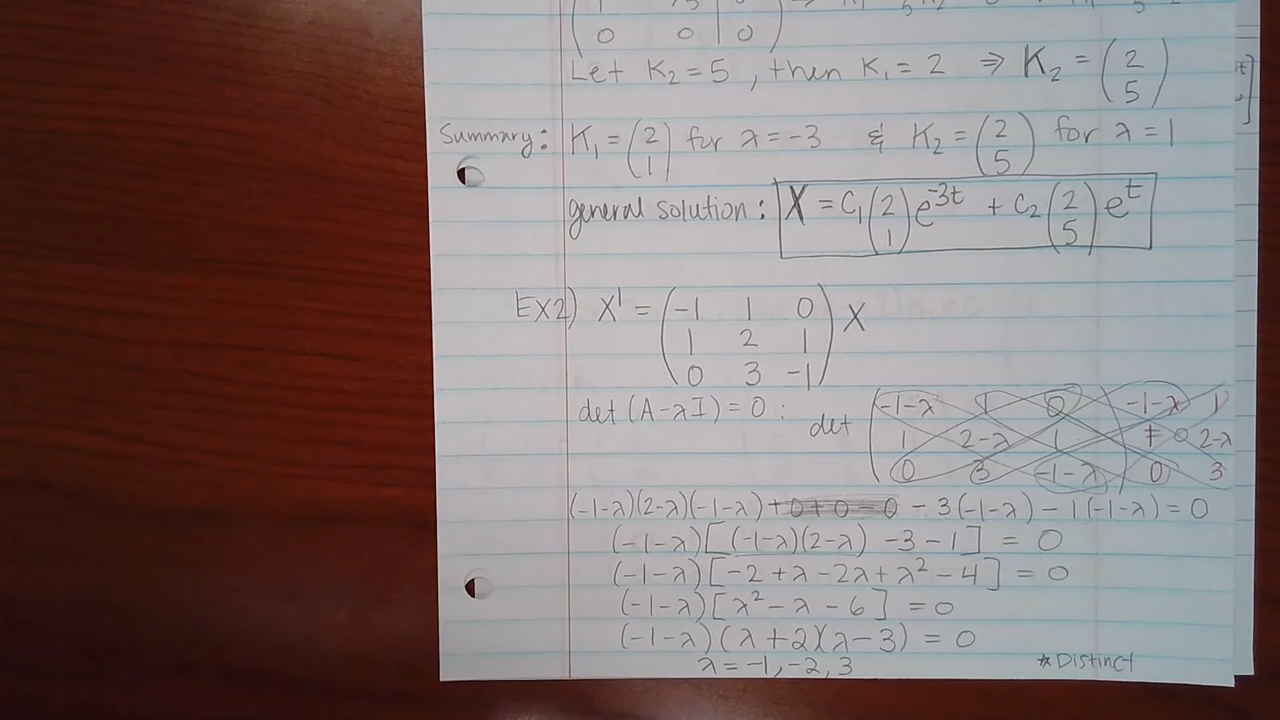 0 0 | 0
Let K₂ = 5 , then K₁ = 2 ⇒ K₂ = (2 5)
Summary: K₁ = (2 1) for λ = -3 & K₂ = (2 5) for λ = 1
general solution: X = C₁ (2 1) e^-3t + C₂ (2 5) e^t
EX2) X' = (-1 1 0
1 2 1
0 3 -1) X
det (A-λI) = 0 : det (-1-λ 1 0) -1-λ 1
1 2-λ 1 2-λ
0 3 -1-λ 0 3
(-1-λ)(2-λ)(-1-λ) + 0 + 0 - 0 - 3(-1-λ) - 1(-1-λ) = 0
(-1-λ)[(-1-λ)(2-λ) -3 -1] = 0
(-1-λ)[-2 + λ - 2λ + λ² - 4] = 0
(-1-λ)[λ² - λ - 6] = 0
(-1-λ)(λ+2)(λ-3) = 0
λ = -1, -2, 3 *Distinct